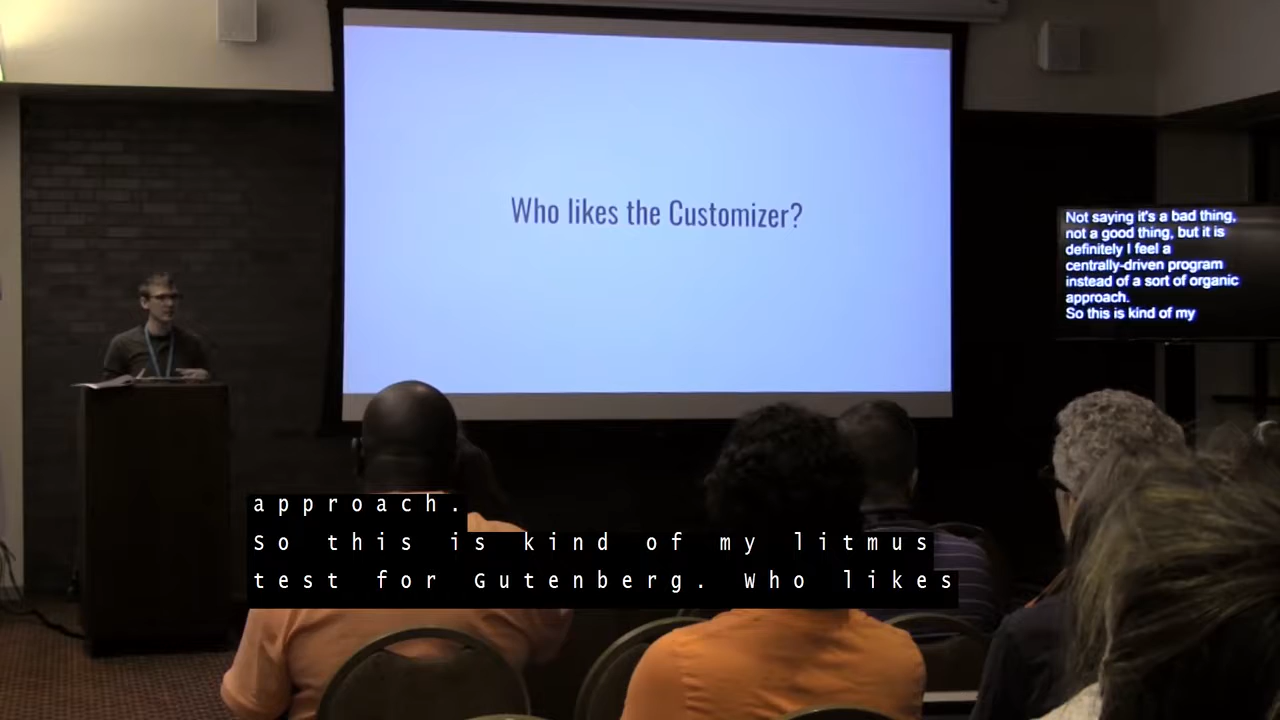 Who likes the Customizer?
Not saying it's a bad thing,
not a good thing, but it is
definitely I feel a
centrally-driven program
instead of a sort of organic
approach.
So this is kind of my
approach.
So this is kind of my litmus
test for Gutenberg. Who likes